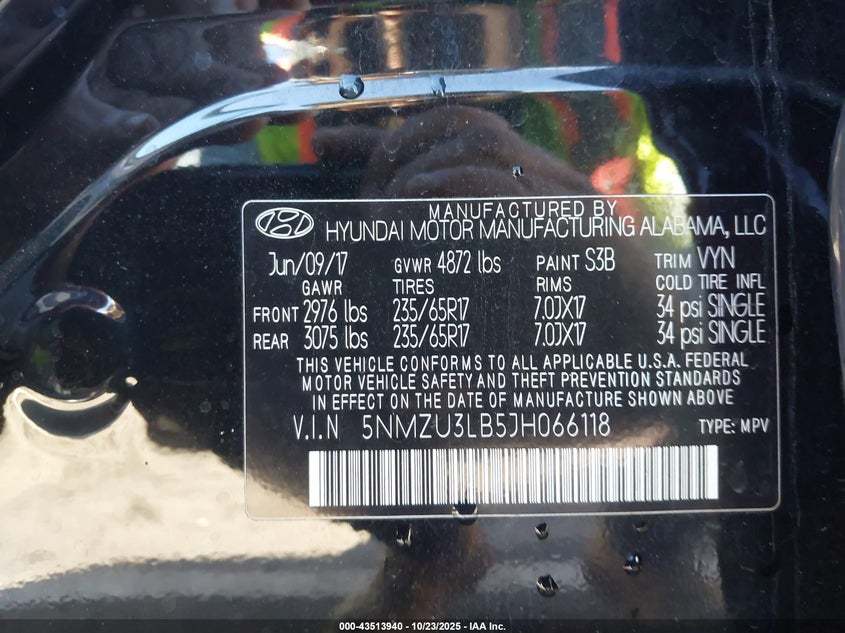 MANUFACTURED BY
HYUNDAI MOTOR MANUFACTURING ALABAMA, LLC
Jun/09/17 GVWR 4872 lbs PAINT S3B TRIM VYN
GAWR TIRES RIMS COLD TIRE INFL
FRONT 2976 lbs 235/65R17 7.0JX17 34 psi SINGLE
REAR 3075 lbs 235/65R17 7.0JX17 34 psi SINGLE
THIS VEHICLE CONFORMS TO ALL APPLICABLE U.S.A. FEDERAL
MOTOR VEHICLE SAFETY AND THEFT PREVENTION STANDARDS
IN EFFECT ON THE DATE OF MANUFACTURE SHOWN ABOVE.
V.I.N 5NMZU3LB5JH066118 TYPE: MPV
000-43513940 - 10/23/2025 - IAA Inc.